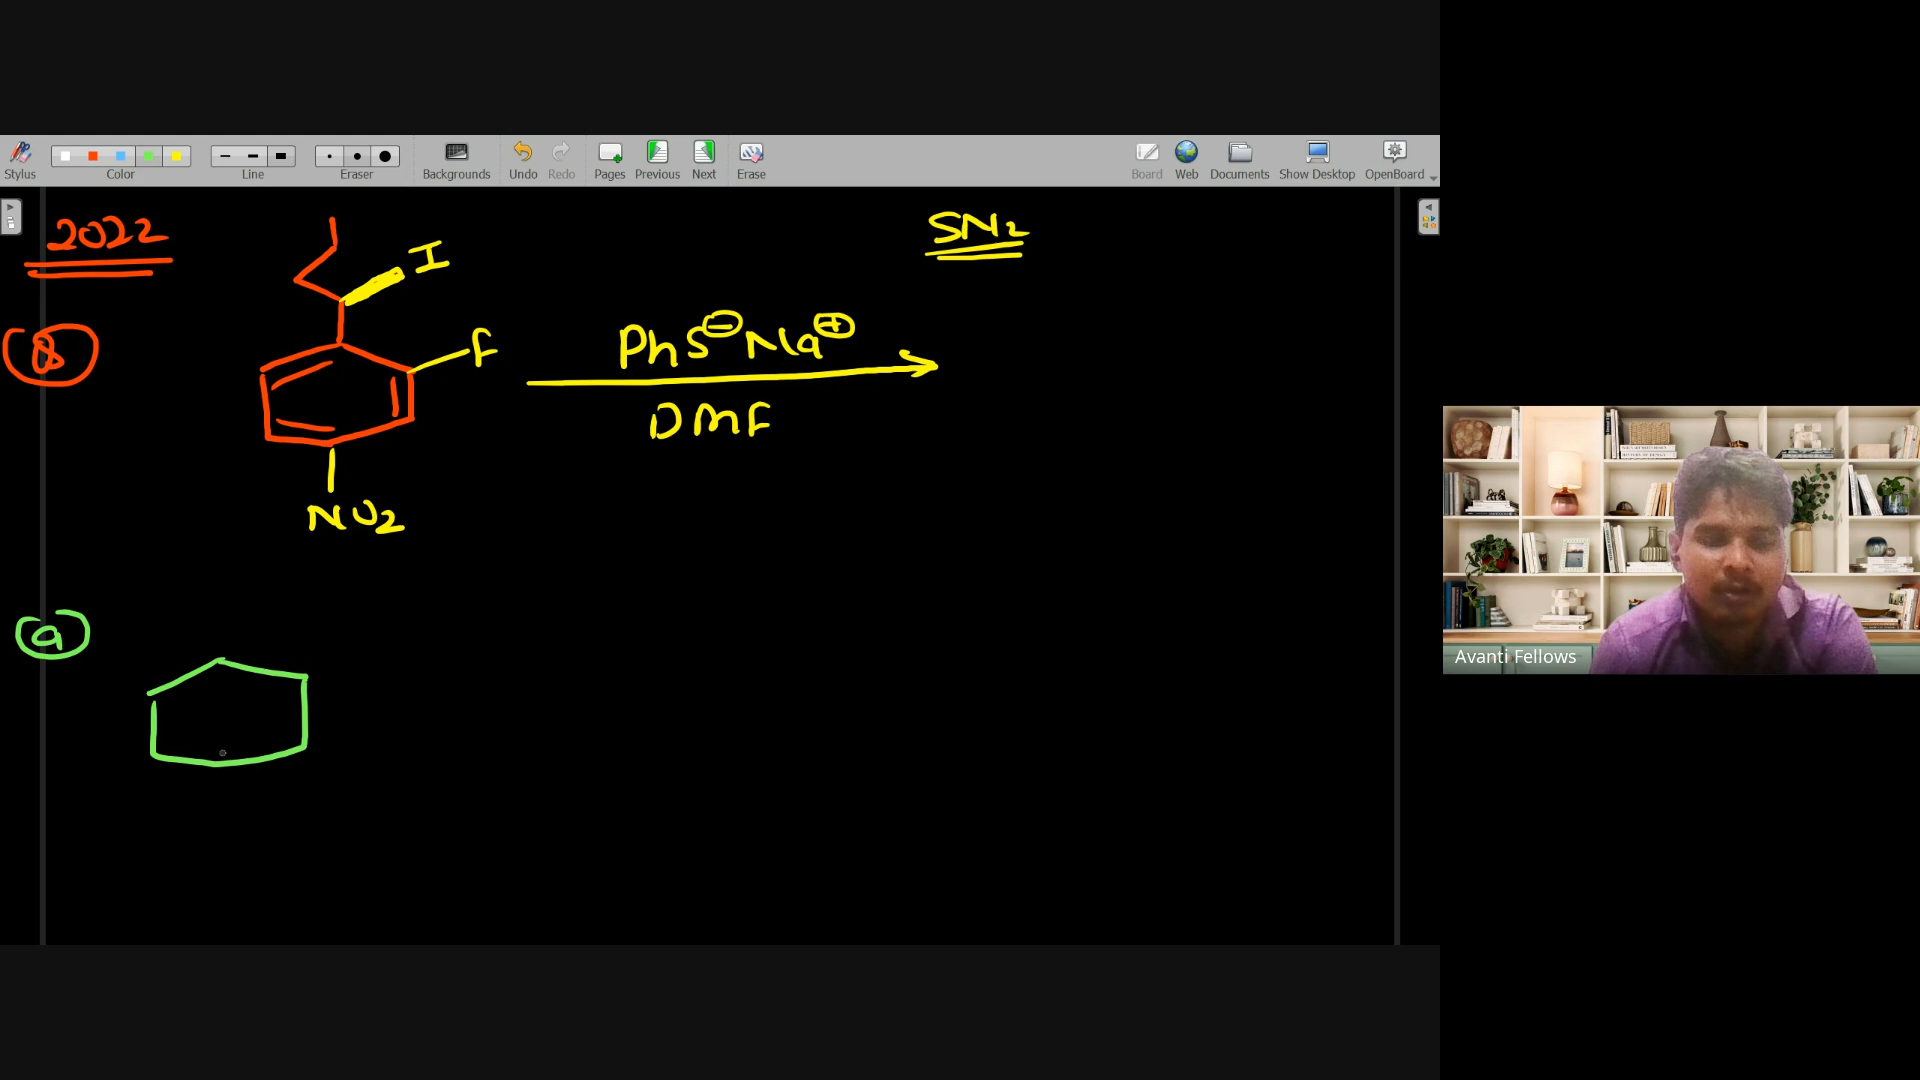 Stylus Color Line Eraser Backgrounds Undo Redo Pages Previous Next Erase Board Web Documents Show Desktop OpenBoard
2022
SN2
I
F
PhS⊖Na⊕
DMF
NO2
Avanti Fellows